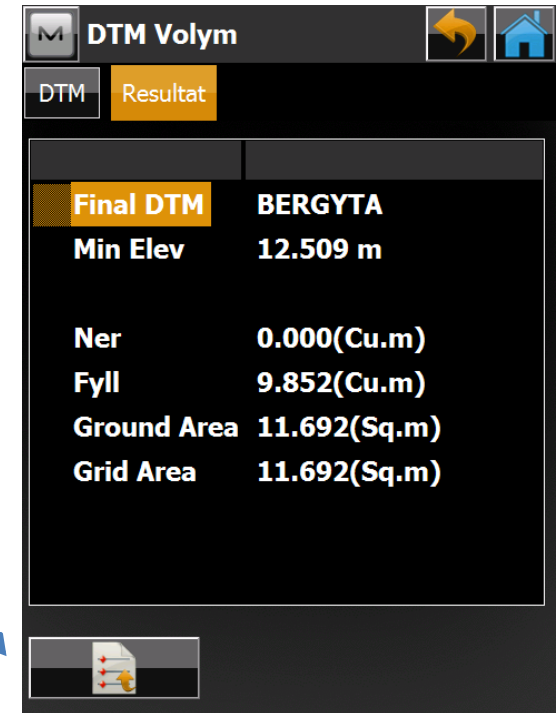 M DTM Volym
DTM Resultat
Final DTM BERGYTA
Min Elev 12.509 m
Ner 0.000(Cu.m)
Fyll 9.852(Cu.m)
Ground Area 11.692(Sq.m)
Grid Area 11.692(Sq.m)